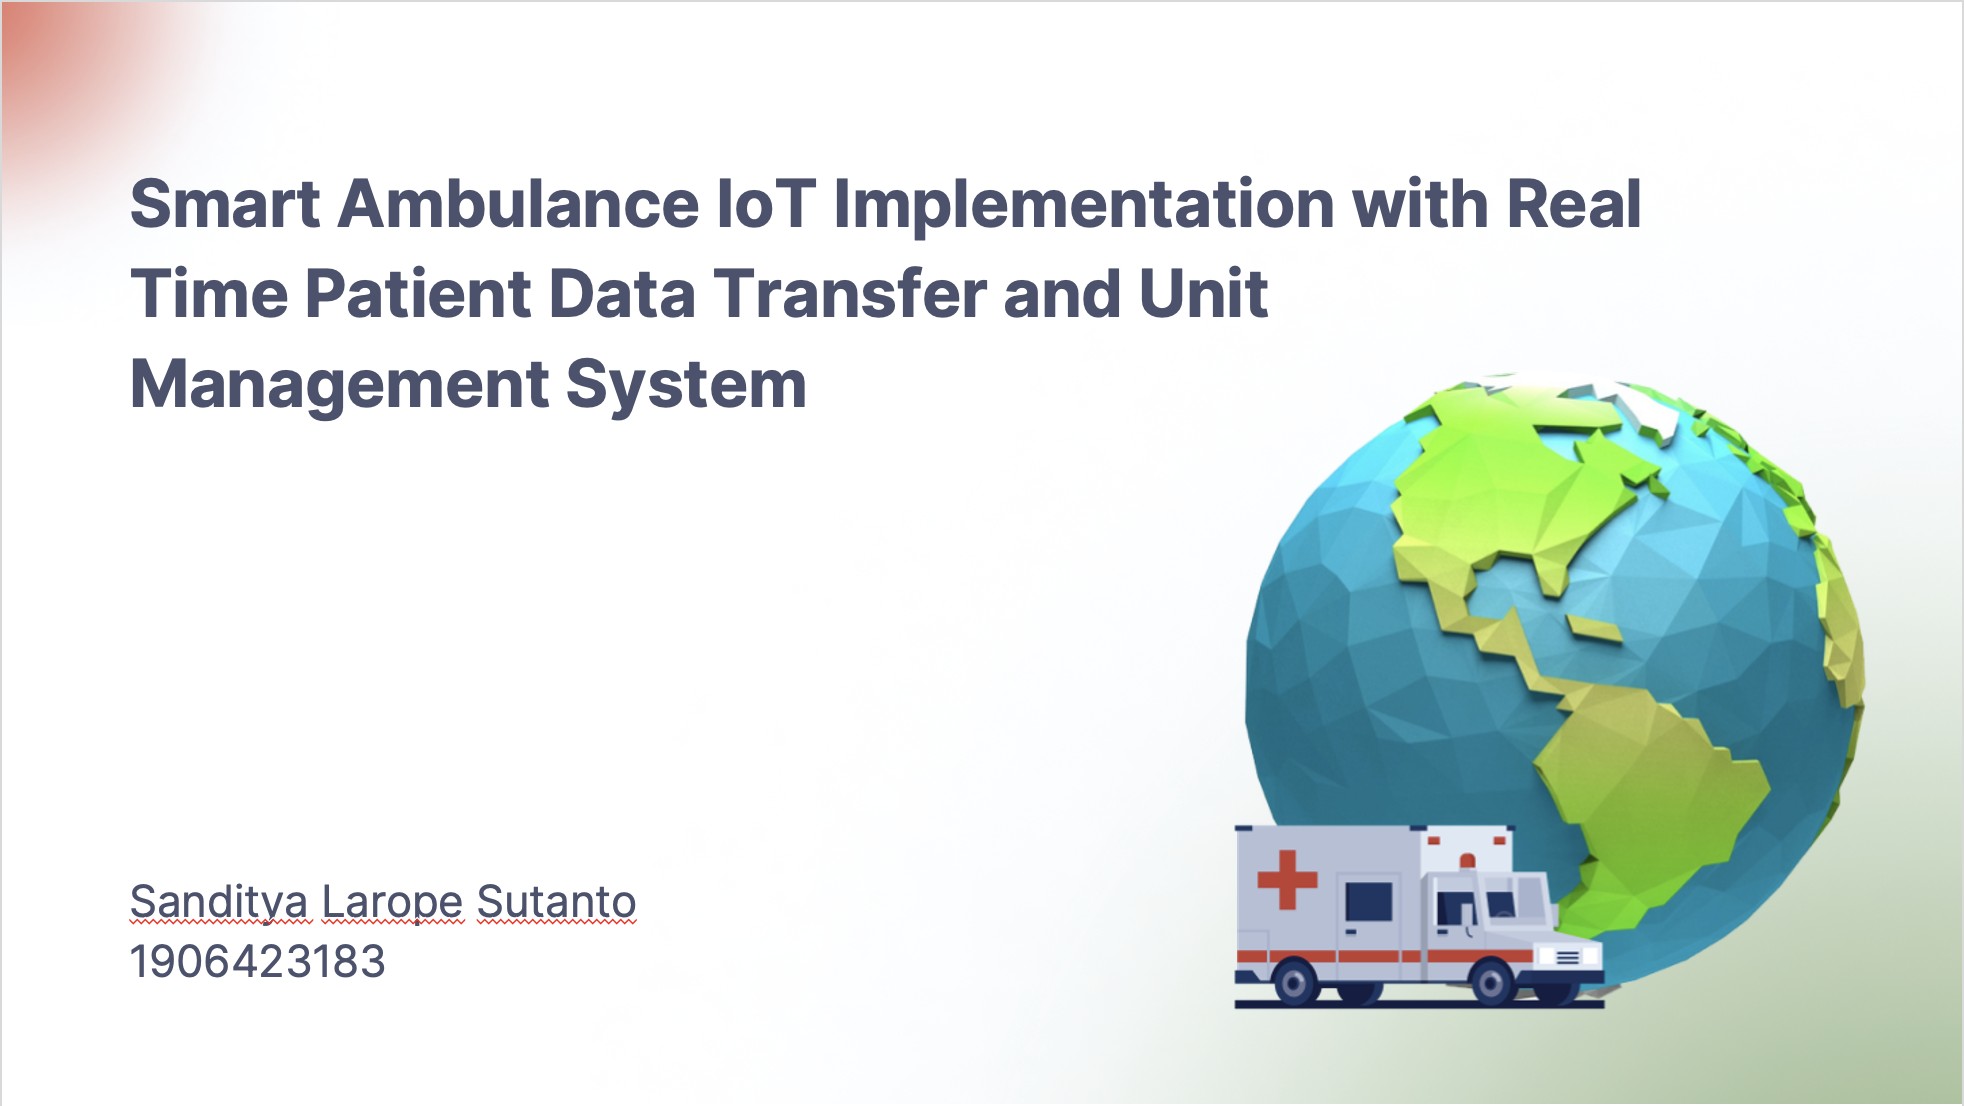 Smart Ambulance IoT Implementation with Real
Time Patient Data Transfer and Unit
Management System
Sanditya Larope Sutanto
1906423183